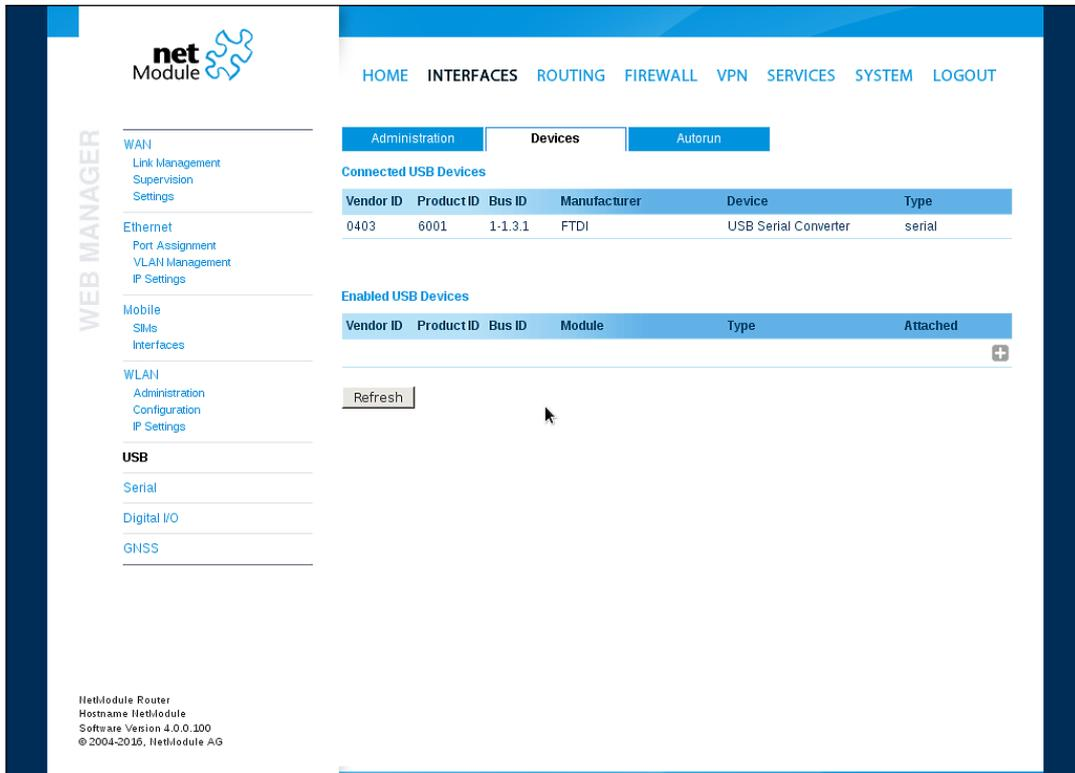 net
Module
HOME INTERFACES ROUTING FIREWALL VPN SERVICES SYSTEM LOGOUT
WEB MANAGER
WAN
Link Management
Supervision
Settings
Ethernet
Port Assignment
VLAN Management
IP Settings
Mobile
SIMs
Interfaces
WLAN
Administration
Configuration
IP Settings
USB
Serial
Digital I/O
GNSS
Administration Devices Autorun
Connected USB Devices
Vendor ID Product ID Bus ID Manufacturer Device Type
0403 6001 1-1.3.1 FTDI USB Serial Converter serial
Enabled USB Devices
Vendor ID Product ID Bus ID Module Type Attached
Refresh
NetModule Router
Hostname NetModule
Software Version 4.0.0.100
© 2004-2016, NetModule AG